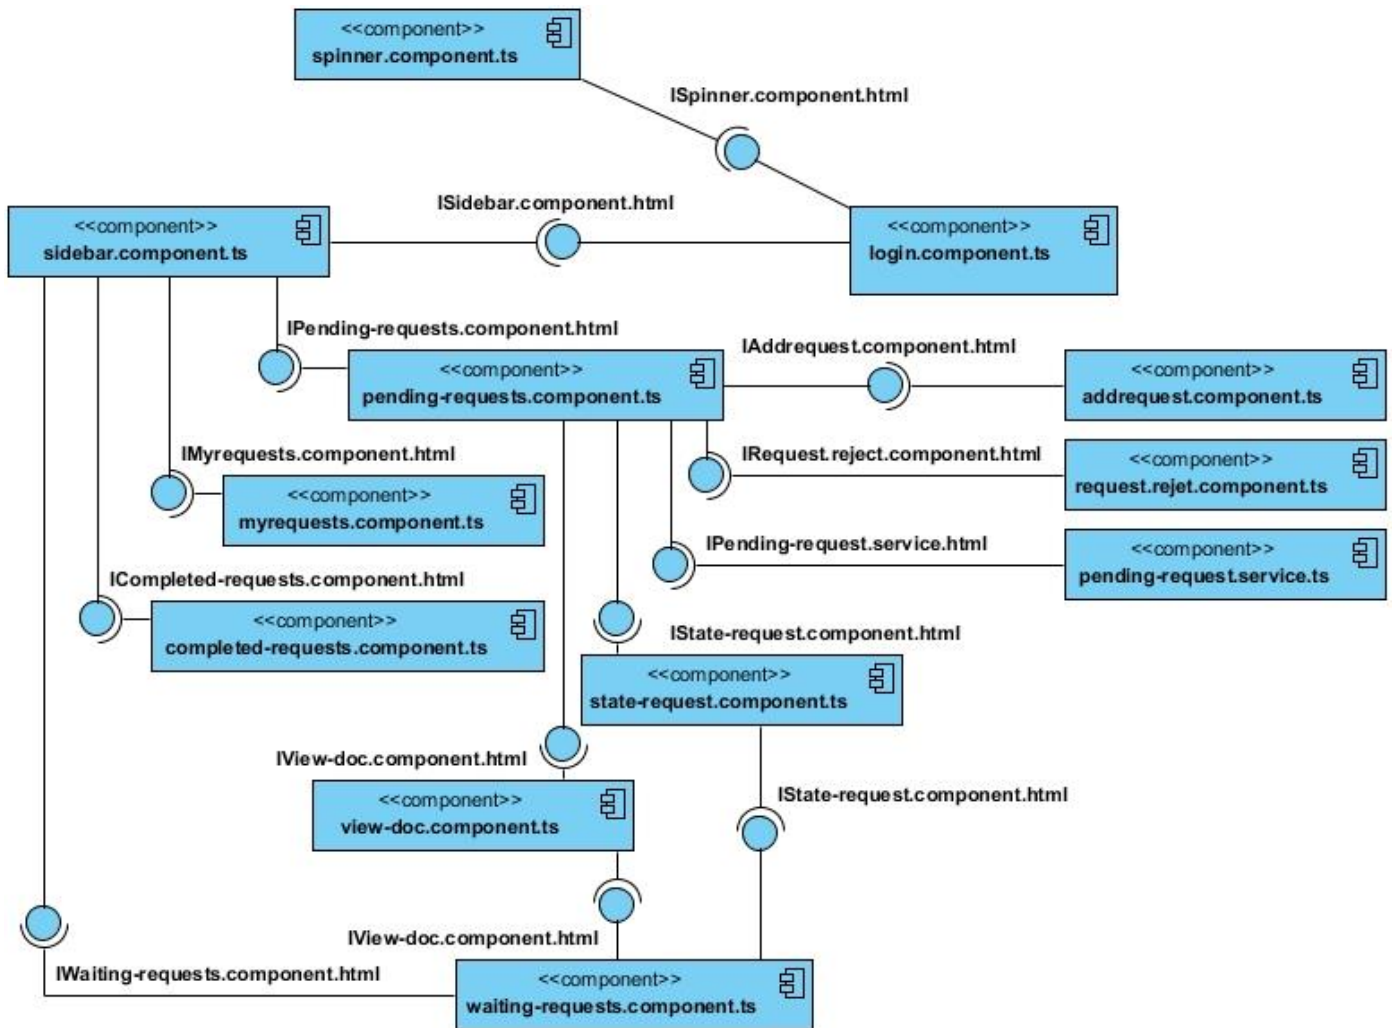 <<component>>
spinner.component.ts
ISpinner.component.html
ISidebar.component.html
<<component>>
sidebar.component.ts
<<component>>
login.component.ts
IPending-requests.component.html
IAddrequest.component.html
<<component>>
pending-requests.component.ts
<<component>>
addrequest.component.ts
IMyrequests.component.html
IRequest.reject.component.html
<<component>>
request.rejet.component.ts
<<component>>
myrequests.component.ts
IPending-request.service.html
<<component>>
pending-request.service.ts
ICompleted-requests.component.html
<<component>>
completed-requests.component.ts
IState-request.component.html
<<component>>
state-request.component.ts
IView-doc.component.html
<<component>>
view-doc.component.ts
IState-request.component.html
IView-doc.component.html
IWaiting-requests.component.html
<<component>>
waiting-requests.component.ts